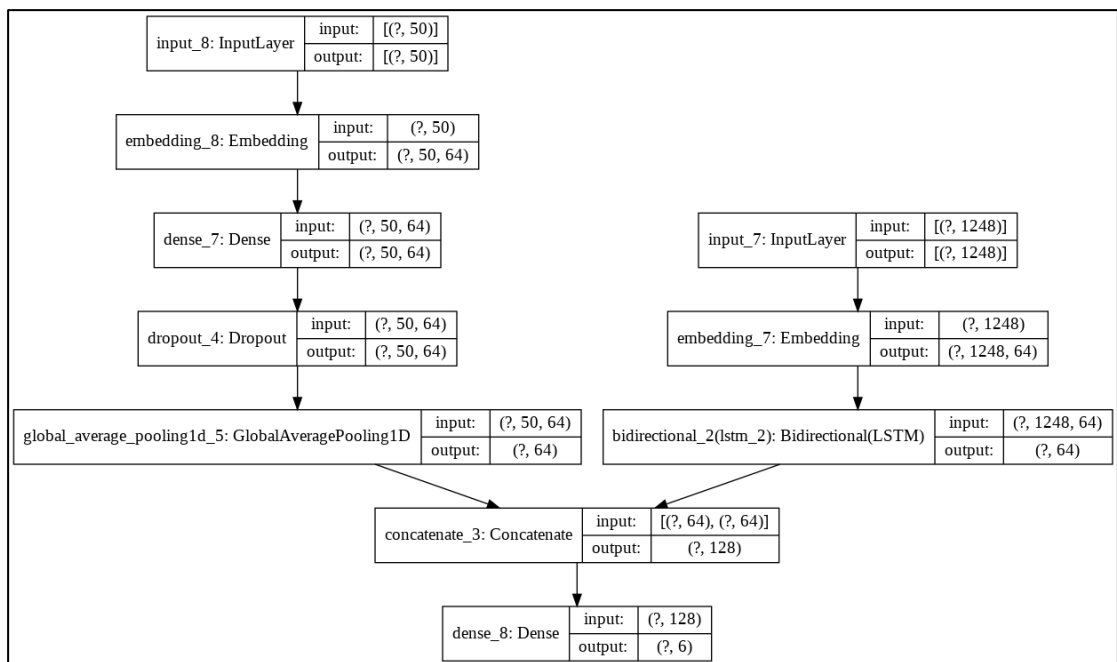 input_8: InputLayer
input: [(?, 50)]
output: [(?, 50)]
embedding_8: Embedding
input: (?, 50)
output: (?, 50, 64)
dense_7: Dense
input: (?, 50, 64)
output: (?, 50, 64)
input_7: InputLayer
input: [(?, 1248)]
output: [(?, 1248)]
dropout_4: Dropout
input: (?, 50, 64)
output: (?, 50, 64)
embedding_7: Embedding
input: (?, 1248)
output: (?, 1248, 64)
global_average_pooling1d_5: GlobalAveragePooling1D
input: (?, 50, 64)
output: (?, 64)
bidirectional_2(lstm_2): Bidirectional(LSTM)
input: (?, 1248, 64)
output: (?, 64)
concatenate_3: Concatenate
input: [(?, 64), (?, 64)]
output: (?, 128)
dense_8: Dense
input: (?, 128)
output: (?, 6)